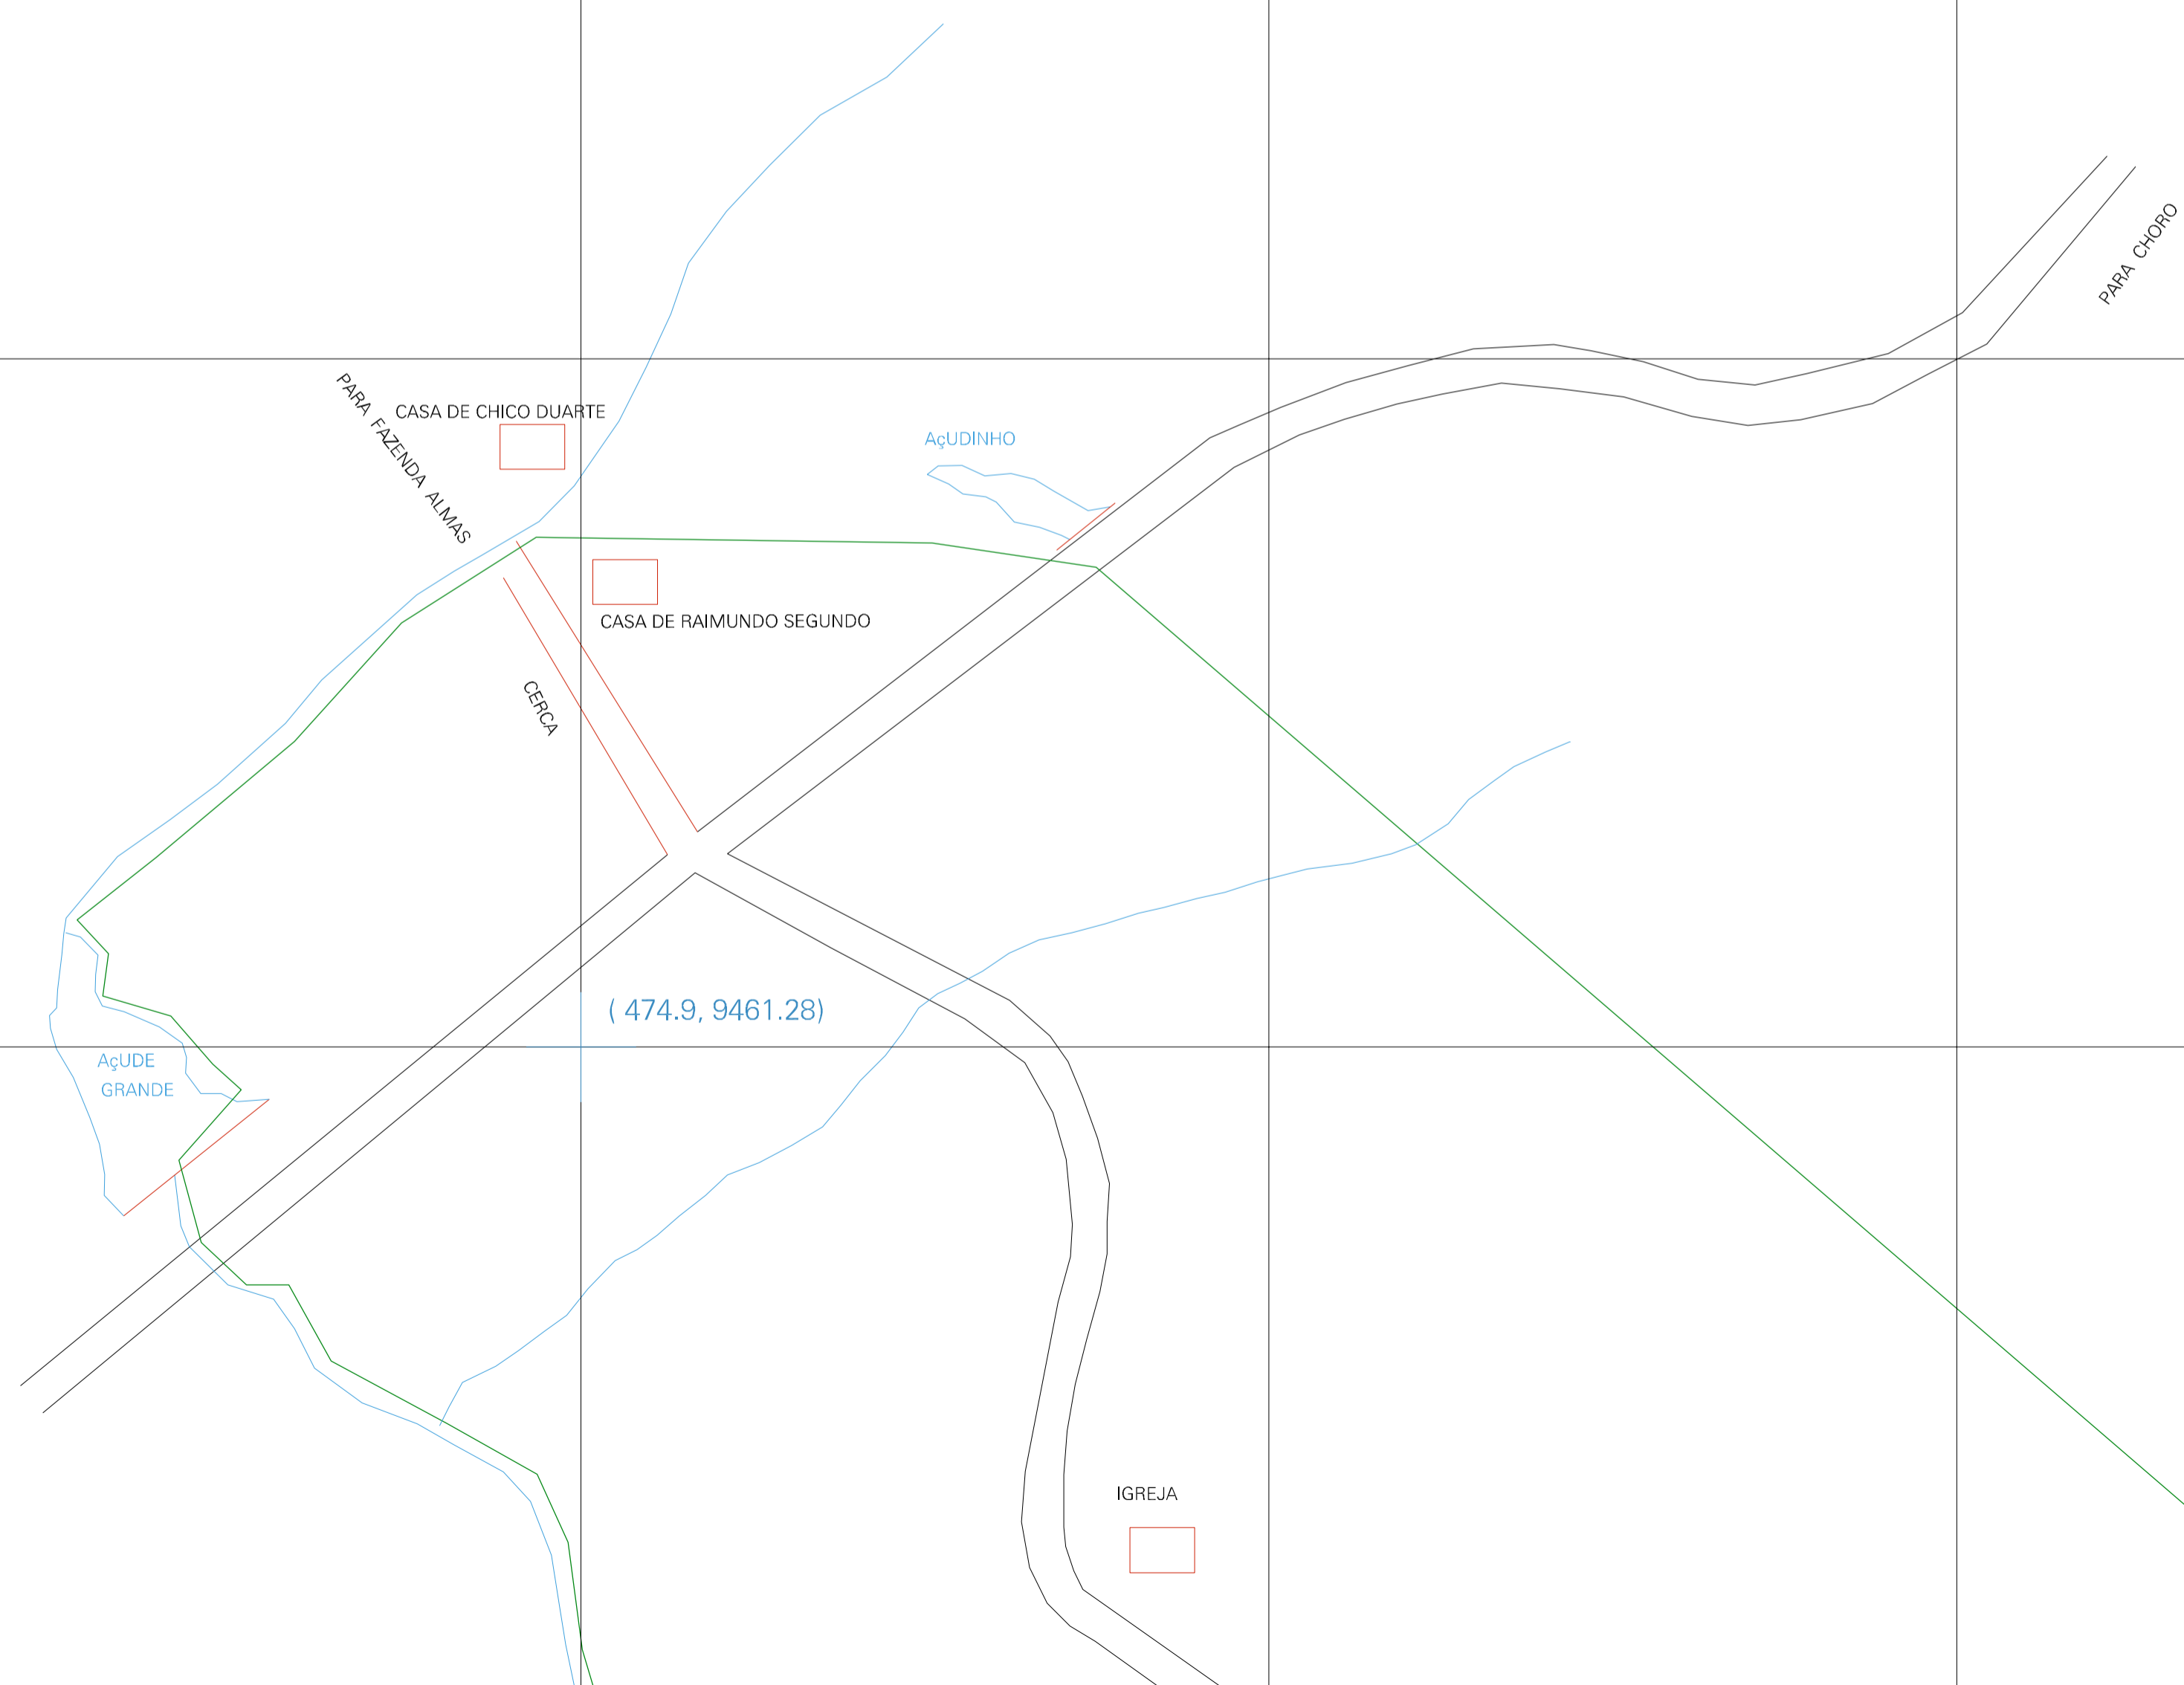 PARA CHORO
PARA FAZENDA ALMAS
CASA DE CHICO DUARTE
AçUDINHO
CASA DE RAIMUNDO SEGUNDO
CERCA
( 474.9, 9461.28)
AçUDE
GRANDE
IGREJA